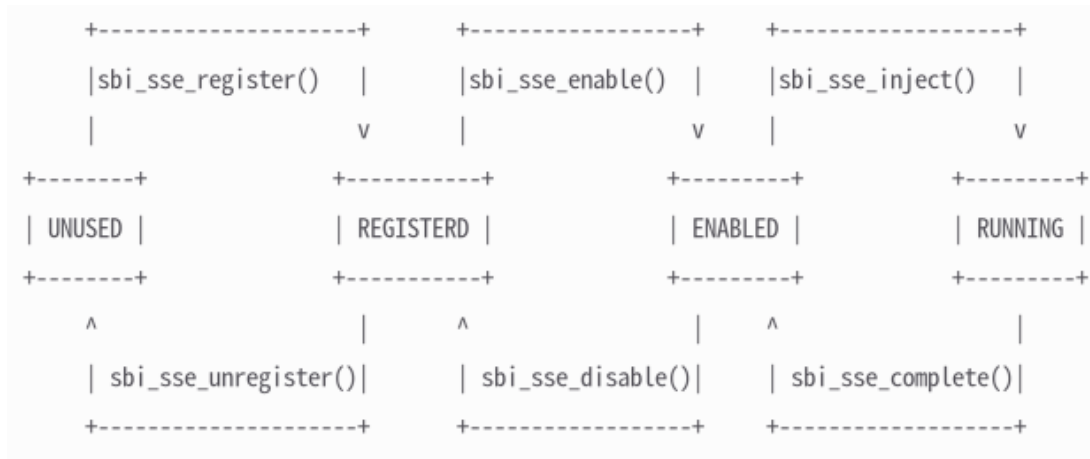 +---------------------+       +------------------+     +-------------------+
|sbi_sse_register()   |       |sbi_sse_enable()  |     |sbi_sse_inject()   |
|                     v       |                  v     |                   v
+--------+               +-----------+              +---------+            +---------+
| UNUSED |               | REGISTERD |              | ENABLED |            | RUNNING |
+--------+               +-----------+              +---------+            +---------+
^                     |       ^                  |     ^                   |
| sbi_sse_unregister()|       | sbi_sse_disable()|     | sbi_sse_complete()|
+---------------------+       +------------------+     +-------------------+